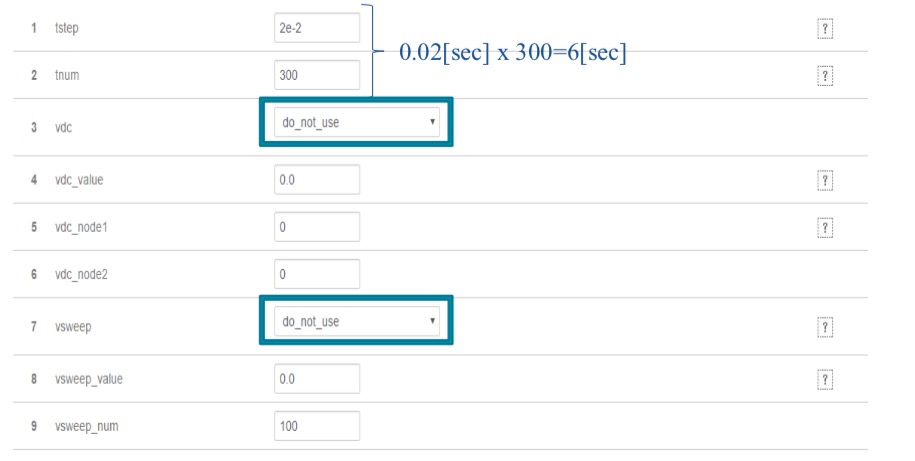 1 tstep 2e-2 ?
0.02[sec] x 300=6[sec]
2 tnum 300 ?
3 vdc do_not_use
4 vdc_value 0.0 ?
5 vdc_node1 0 ?
6 vdc_node2 0
7 vsweep do_not_use ?
8 vsweep_value 0.0 ?
9 vsweep_num 100